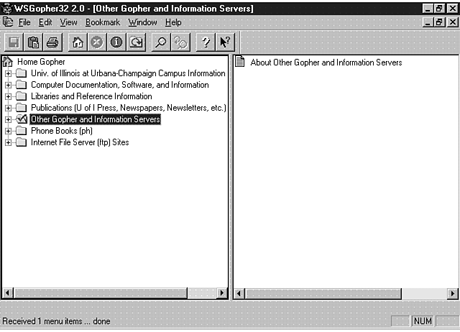 WSGopher32 2.0 - [Other Gopher and Information Servers]
File Edit View Bookmark Window Help
Home Gopher
Univ. of Illinois at Urbana-Champaign Campus Information
Computer Documentation, Software, and Information
Libraries and Reference Information
Publications (U of I Press, Newspapers, Newsletters, etc.)
Other Gopher and Information Servers
Phone Books (ph)
Internet File Server (ftp) Sites
About Other Gopher and Information Servers
Received 1 menu items ... done
NUM